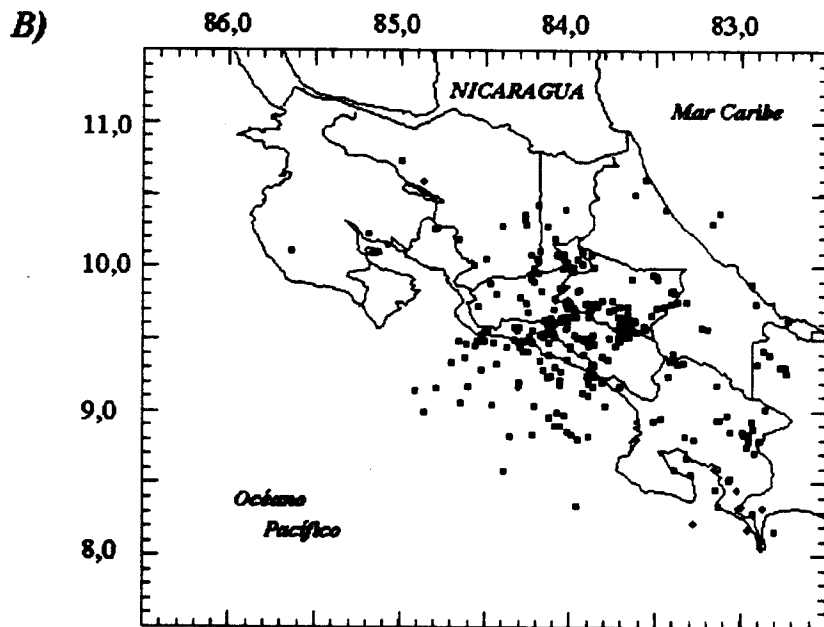 B)
86,0 85,0 84,0 83,0
NICARAGUA
Mar Caribe
11,0
10,0
9,0
Océano
Pacífico
8,0